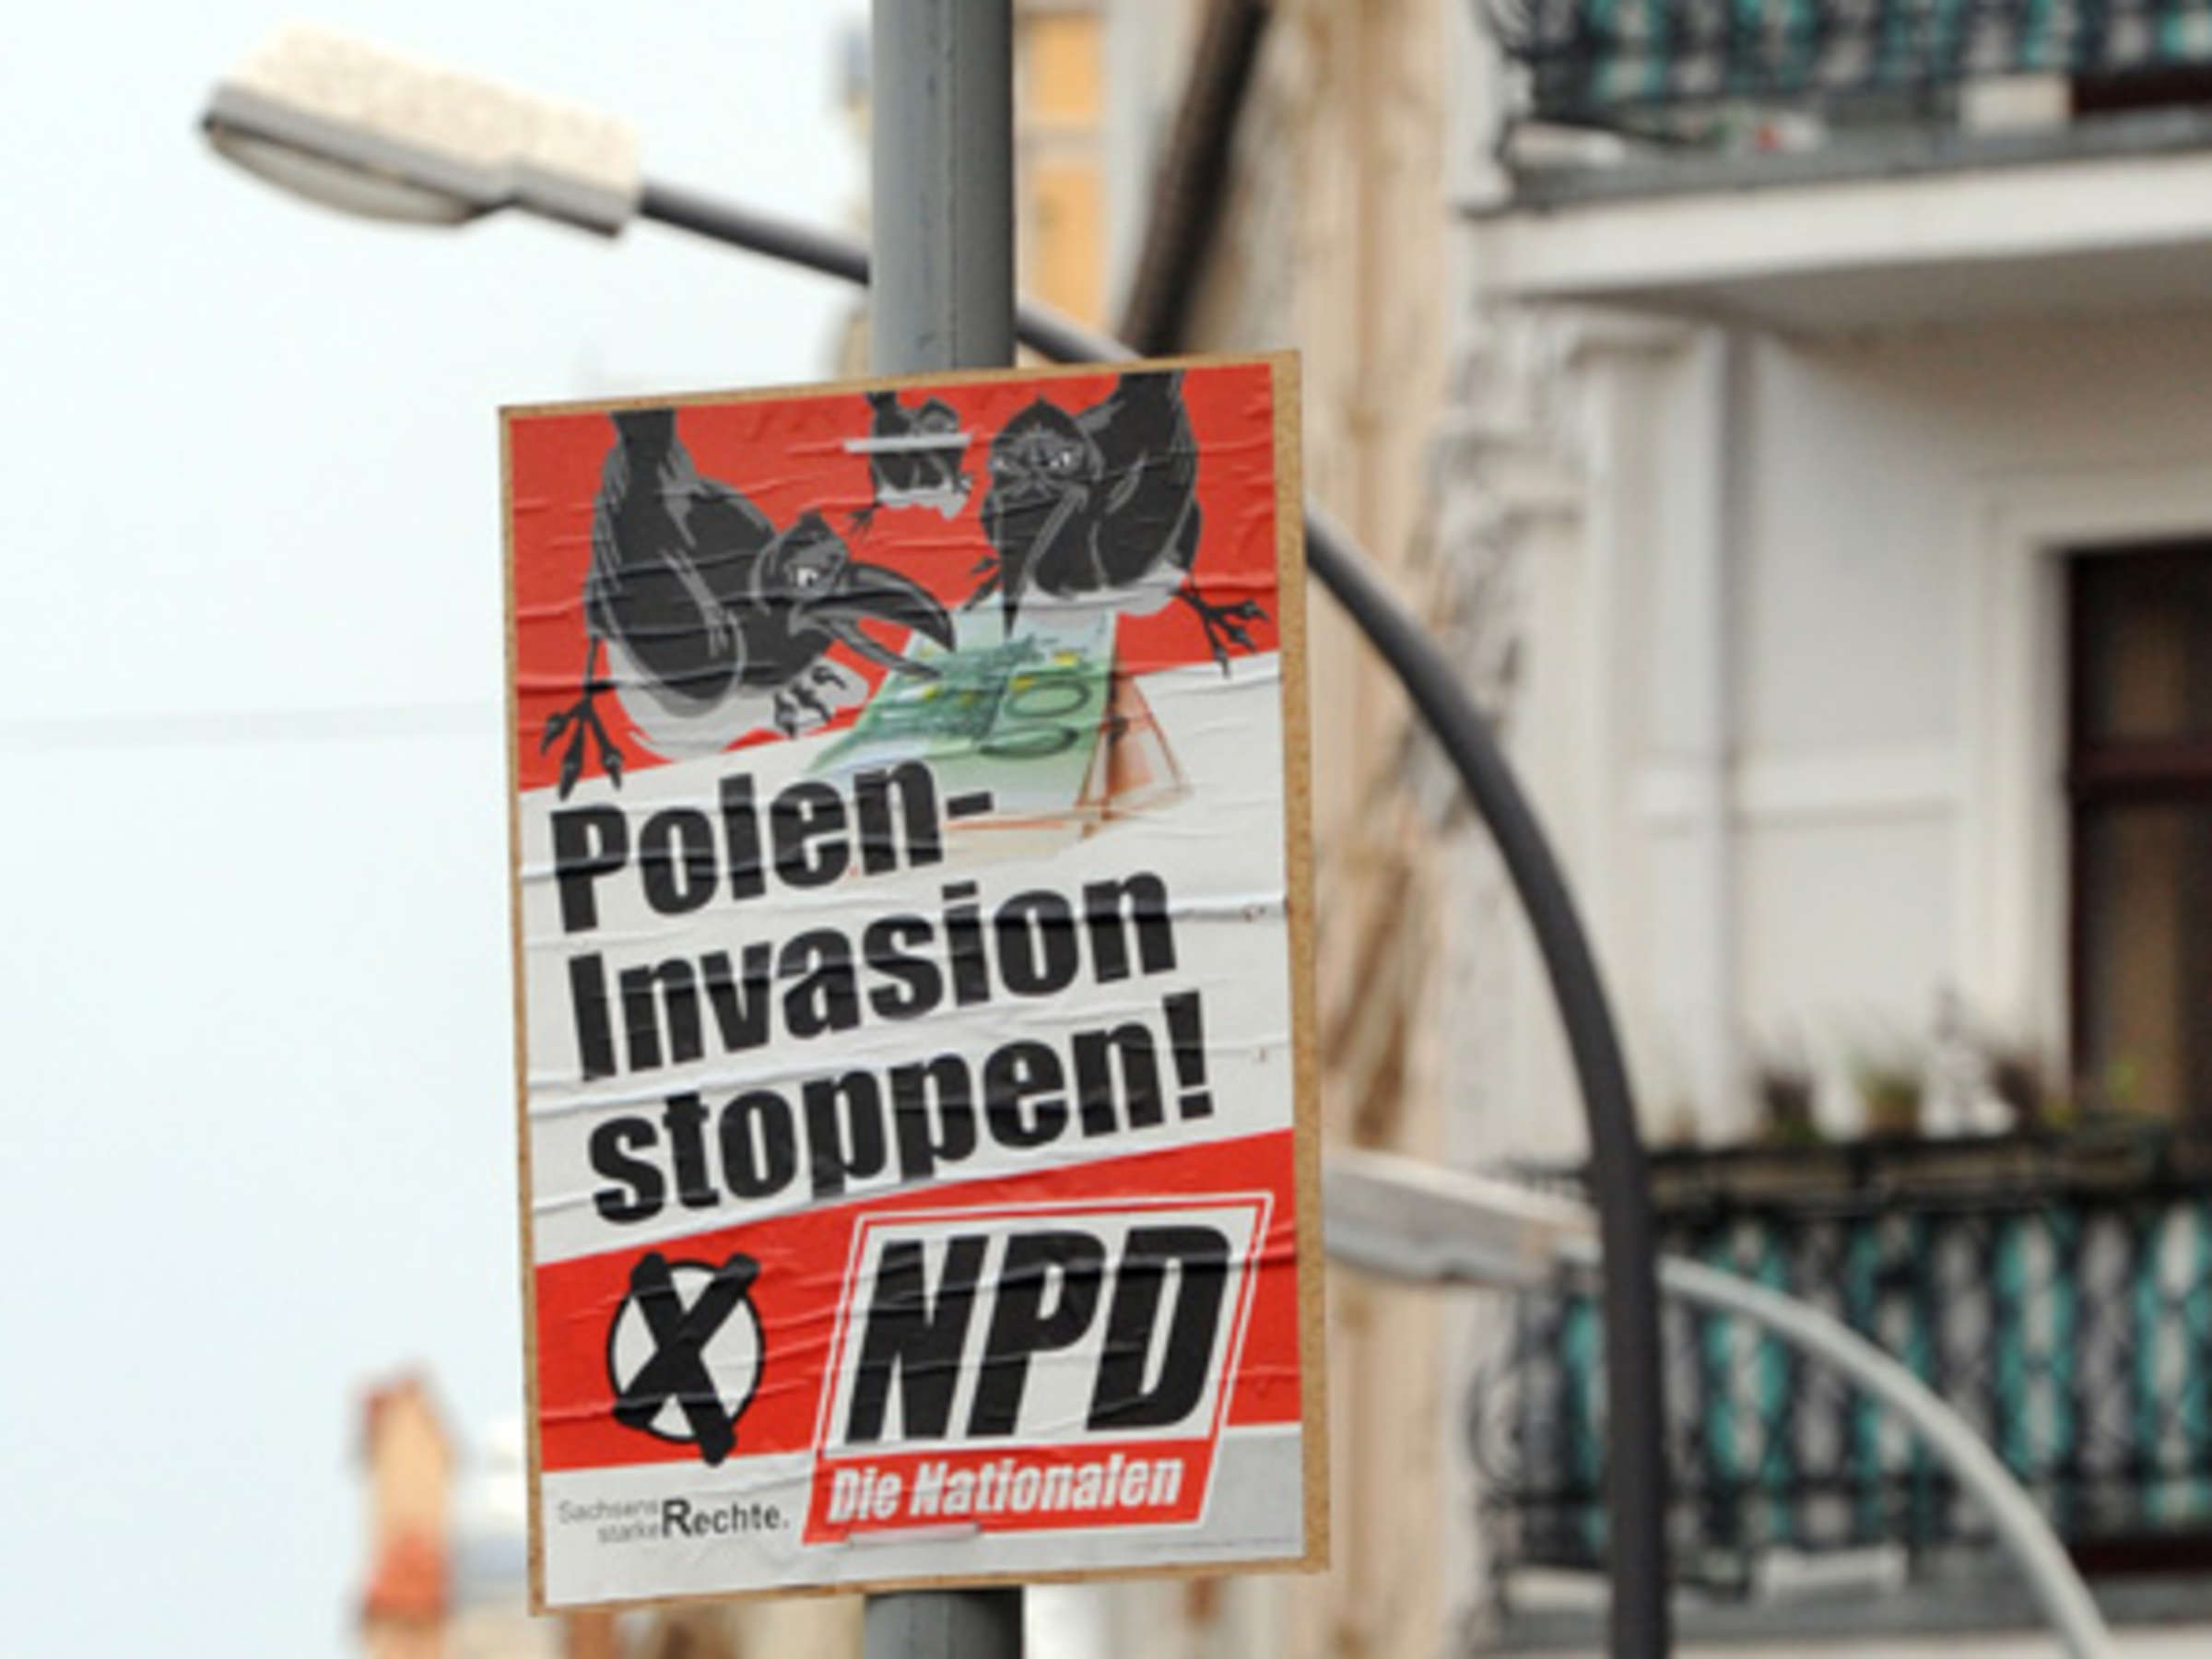 Polen-
Invasion
stoppen!
NPD
Die Nationalen
Sachsens
starke Rechte.